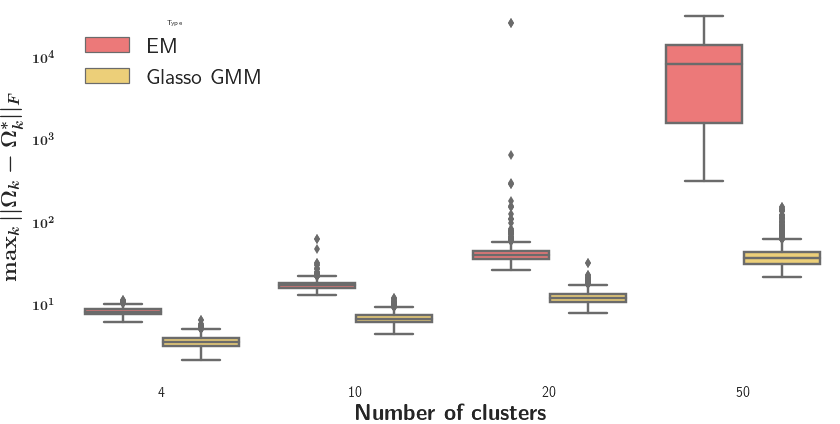 Type
EM
Glasso GMM
max_k ||Ω_k − Ω_k^*||_F
10^4
10^3
10^2
10^1
4 10 20 50
Number of clusters